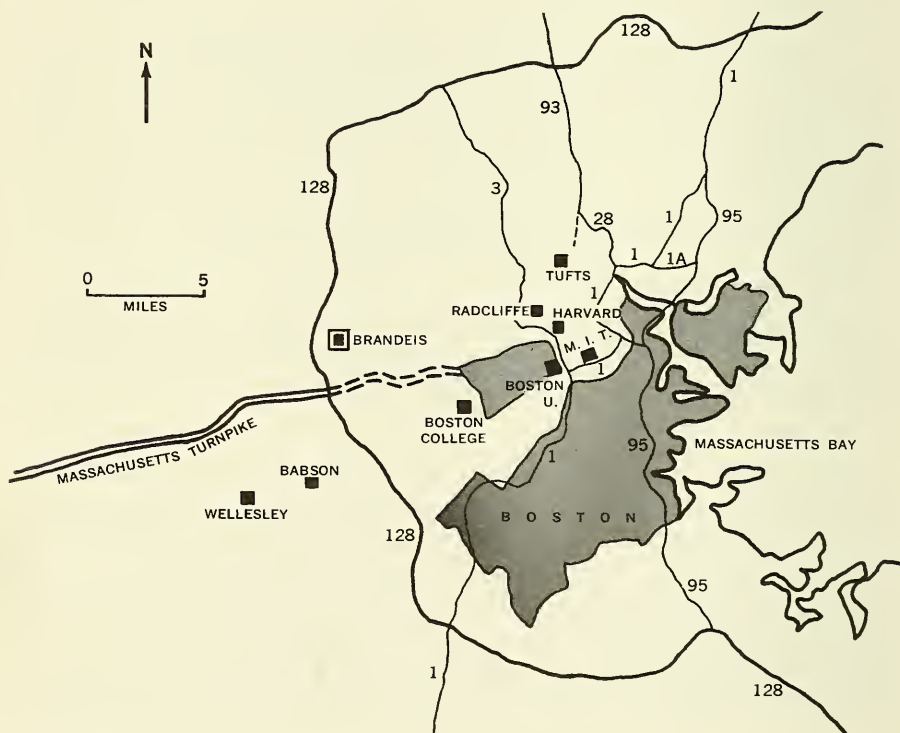 128
N
1
93
128
3
28
1
95
0 5
MILES
1
1A
TUFTS
1
RADCLIFFE
HARVARD
M. I. T.
BRANDEIS
1
BOSTON
U.
BOSTON
COLLEGE
MASSACHUSETTS TURNPIKE
1
95
MASSACHUSETTS BAY
BABSON
WELLESLEY
BOSTON
128
95
1
128